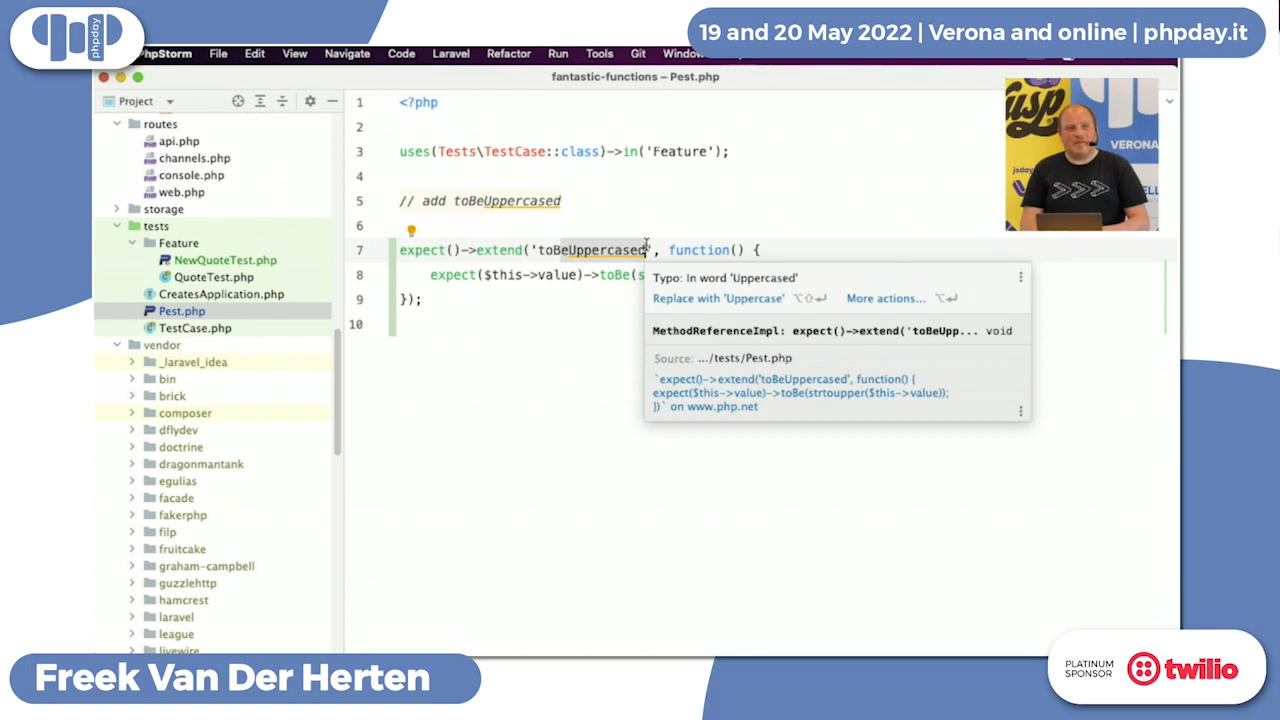 phpday
19 and 20 May 2022 | Verona and online | phpday.it
PhpStorm File Edit View Navigate Code Laravel Refactor Run Tools Git Window
fantastic-functions – Pest.php
Project
routes
api.php
channels.php
console.php
web.php
storage
tests
Feature
NewQuoteTest.php
QuoteTest.php
CreatesApplication.php
Pest.php
TestCase.php
vendor
_laravel_idea
bin
brick
composer
dflydev
doctrine
dragonmantank
egulias
facade
fakerphp
filp
fruitcake
graham-campbell
guzzlehttp
hamcrest
laravel
league
livewire
1 <?php
2
3 uses(Tests\TestCase::class)->in('Feature');
4
5 // add toBeUppercased
6
7 expect()->extend('toBeUppercased', function() {
8 expect($this->value)->toBe(s
9 });
10
Typo: In word 'Uppercased'
Replace with 'Uppercase' ⌥⇧↩ More actions... ⌥↩
MethodReferenceImpl: expect()->extend('toBeUpp... void
Source: .../tests/Pest.php
`expect()->extend('toBeUppercased', function() {
expect($this->value)->toBe(strtoupper($this->value));
})` on www.php.net
VERONA
Freek Van Der Herten
PLATINUM
SPONSOR
twilio